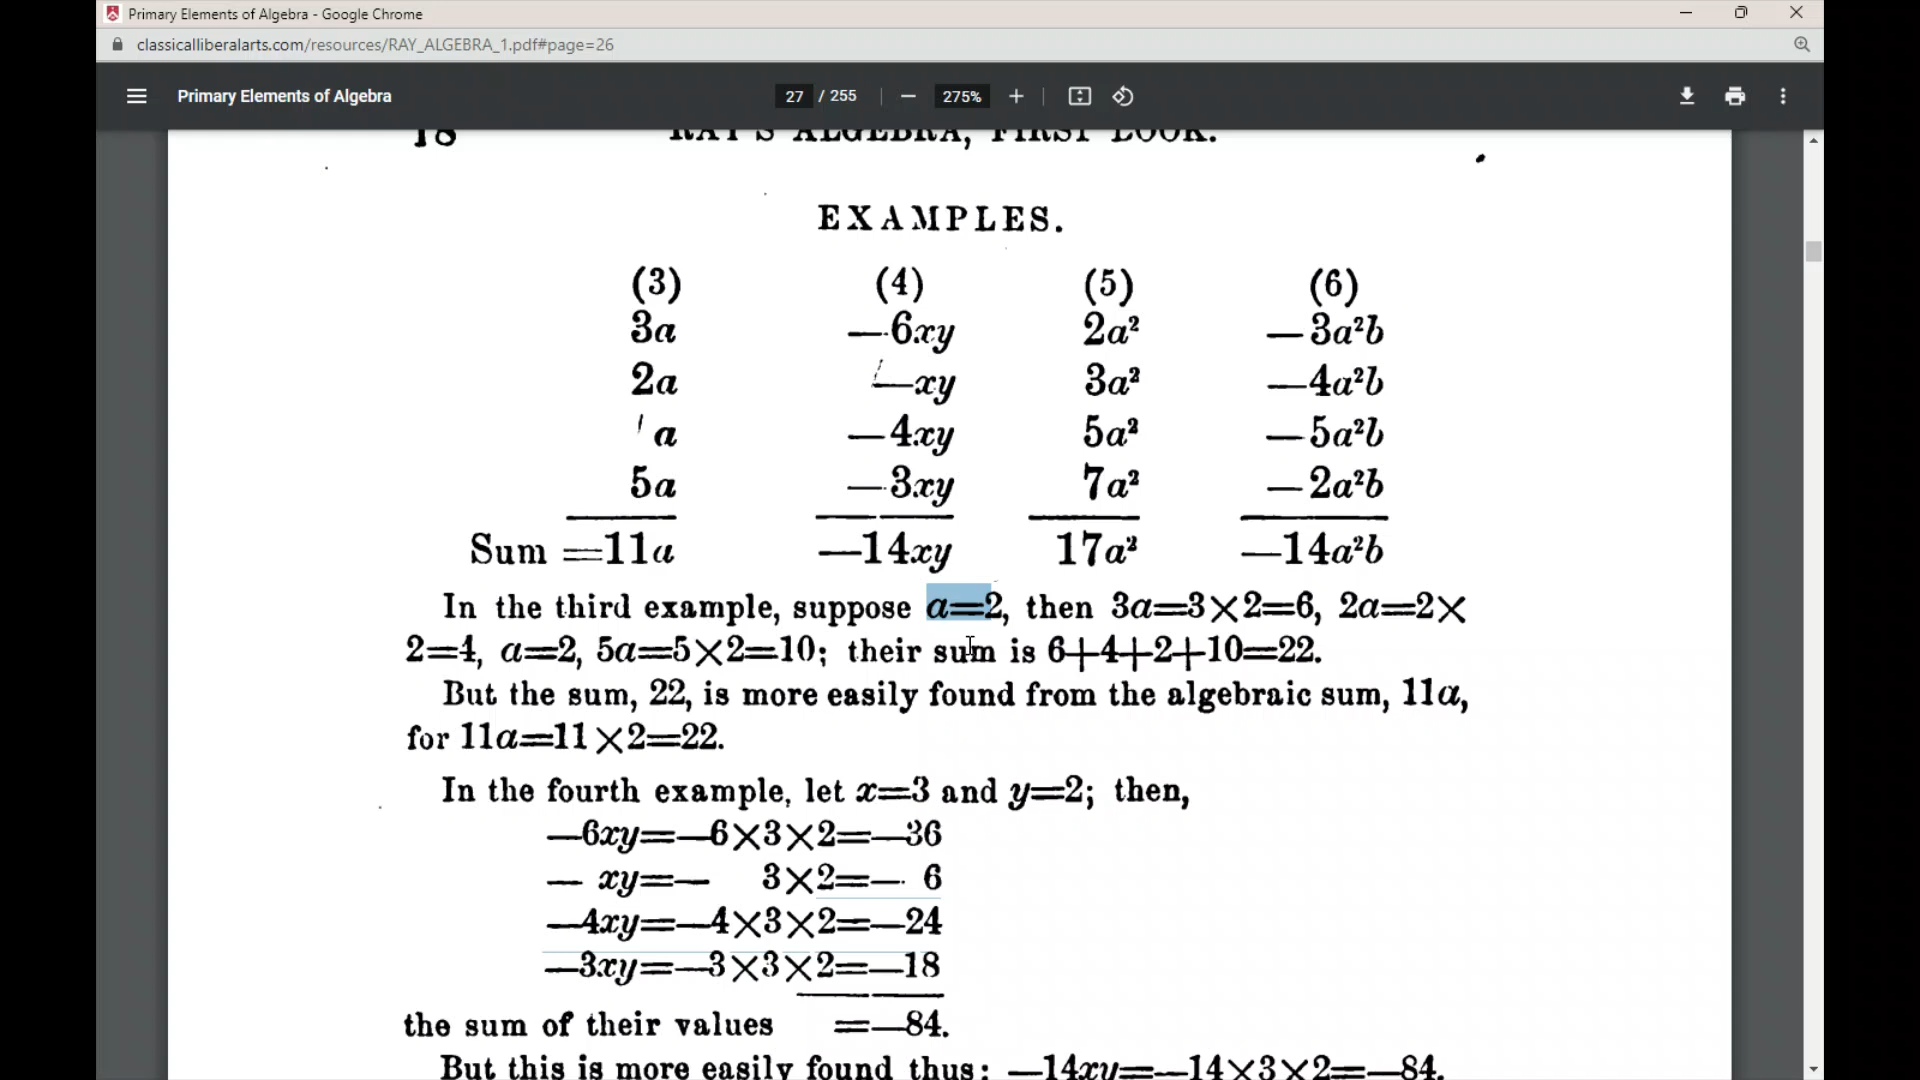 Primary Elements of Algebra - Google Chrome
classicalliberalarts.com/resources/RAY_ALGEBRA_1.pdf#page=26
Primary Elements of Algebra 27 / 255 — 275% +
18 RAY'S ALGEBRA, FIRST BOOK.
EXAMPLES.
(3) (4) (5) (6)
3a —6xy 2a² —3a²b
2a —xy 3a² —4a²b
a —4xy 5a² —5a²b
5a —3xy 7a² —2a²b
Sum =11a —14xy 17a² —14a²b
In the third example, suppose a=2, then 3a=3×2=6, 2a=2×
2=4, a=2, 5a=5×2=10; their sum is 6+4+2+10=22.
But the sum, 22, is more easily found from the algebraic sum, 11a,
for 11a=11×2=22.
In the fourth example, let x=3 and y=2; then,
—6xy=—6×3×2=—36
— xy=— 3×2=— 6
—4xy=—4×3×2=—24
—3xy=—3×3×2=—18
the sum of their values =—84.
But this is more easily found thus: —14xy=—14×3×2=—84.